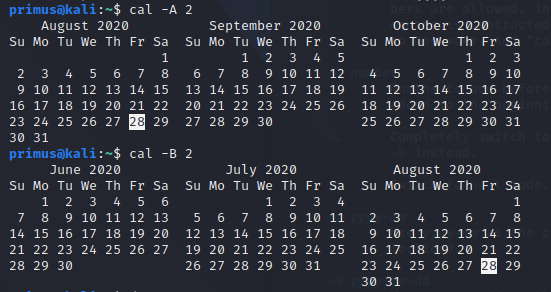 primus@kali:~$ cal -A 2
August 2020 September 2020 October 2020
Su Mo Tu We Th Fr Sa Su Mo Tu We Th Fr Sa Su Mo Tu We Th Fr Sa
1 1 2 3 4 5 1 2 3
2 3 4 5 6 7 8 6 7 8 9 10 11 12 4 5 6 7 8 9 10
9 10 11 12 13 14 15 13 14 15 16 17 18 19 11 12 13 14 15 16 17
16 17 18 19 20 21 22 20 21 22 23 24 25 26 18 19 20 21 22 23 24
23 24 25 26 27 28 29 27 28 29 30 25 26 27 28 29 30 31
30 31
primus@kali:~$ cal -B 2
June 2020 July 2020 August 2020
Su Mo Tu We Th Fr Sa Su Mo Tu We Th Fr Sa Su Mo Tu We Th Fr Sa
1 2 3 4 5 6 1 2 3 4 1
7 8 9 10 11 12 13 5 6 7 8 9 10 11 2 3 4 5 6 7 8
14 15 16 17 18 19 20 12 13 14 15 16 17 18 9 10 11 12 13 14 15
21 22 23 24 25 26 27 19 20 21 22 23 24 25 16 17 18 19 20 21 22
28 29 30 26 27 28 29 30 31 23 24 25 26 27 28 29
30 31